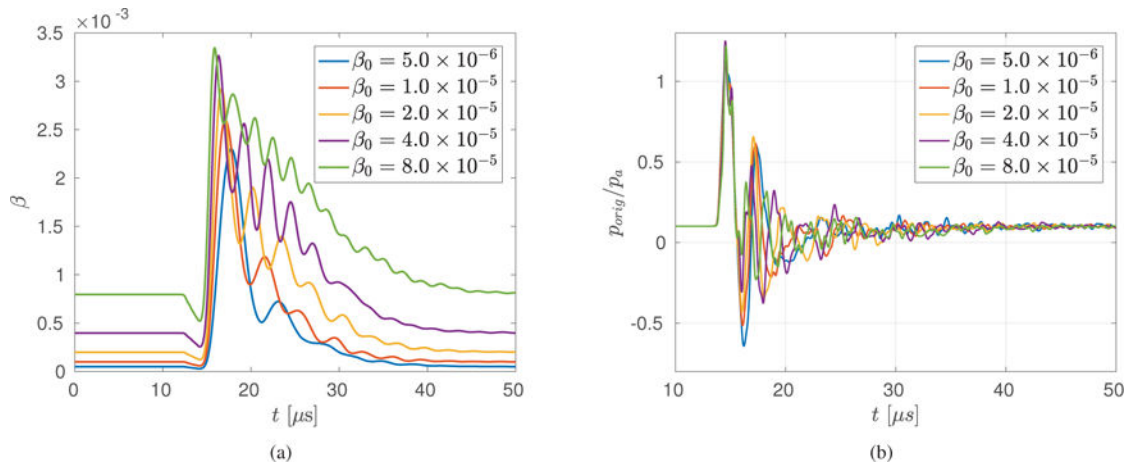 ×10⁻³
3.5
3
2.5
2
1.5
1
0.5
0
β
β₀ = 5.0 × 10⁻⁶
β₀ = 1.0 × 10⁻⁵
β₀ = 2.0 × 10⁻⁵
β₀ = 4.0 × 10⁻⁵
β₀ = 8.0 × 10⁻⁵
0 10 20 30 40 50
t [μs]
(a)
1
0.5
0
-0.5
p_orig/p_a
β₀ = 5.0 × 10⁻⁶
β₀ = 1.0 × 10⁻⁵
β₀ = 2.0 × 10⁻⁵
β₀ = 4.0 × 10⁻⁵
β₀ = 8.0 × 10⁻⁵
10 20 30 40 50
t [μs]
(b)